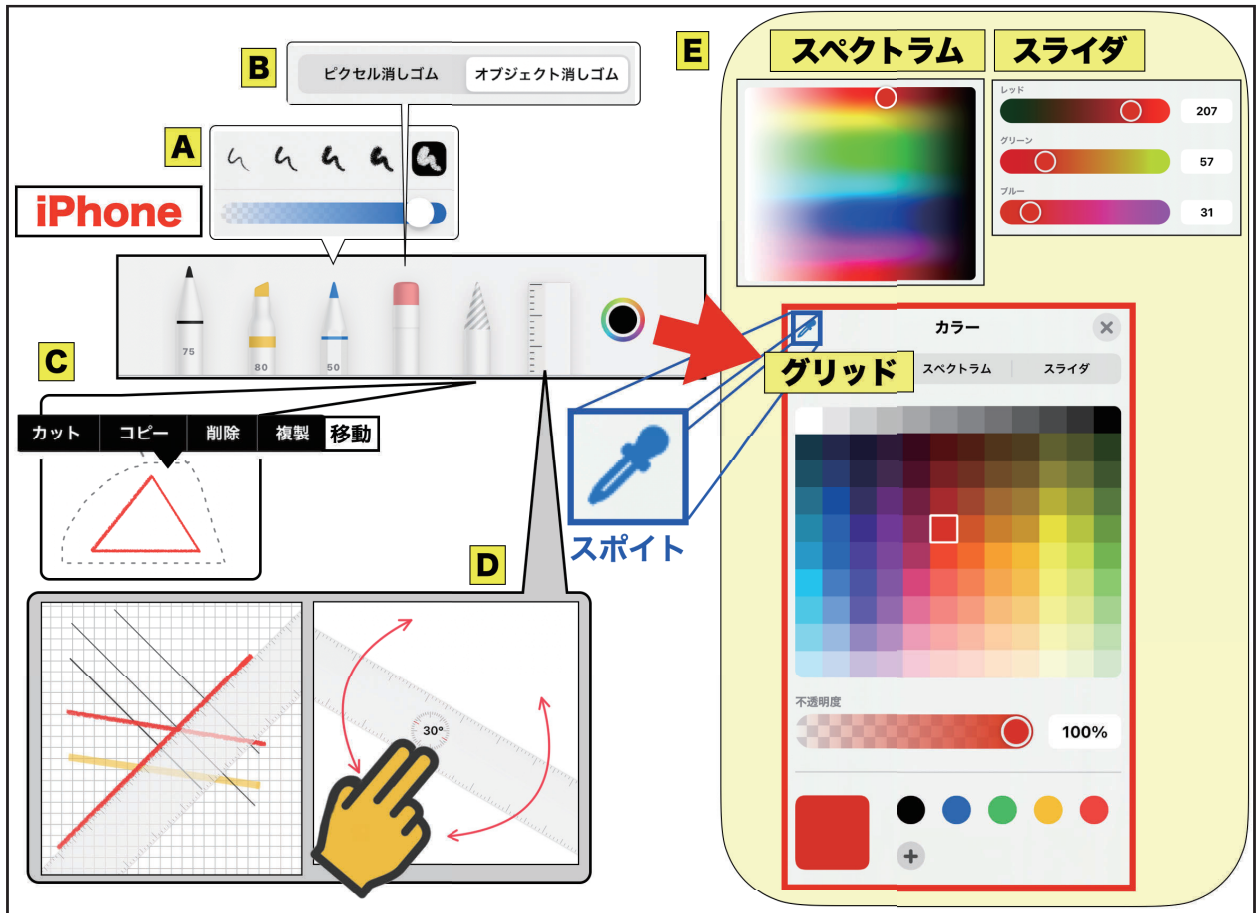 B
ピクセル消しゴム オブジェクト消しゴム
A
iPhone
75
80
50
C
カット コピー 削除 複製 移動
D
30°
スポイト
E
スペクトラム スライダ
レッド
207
グリーン
57
ブルー
31
カラー
グリッド スペクトラム スライダ
不透明度
100%